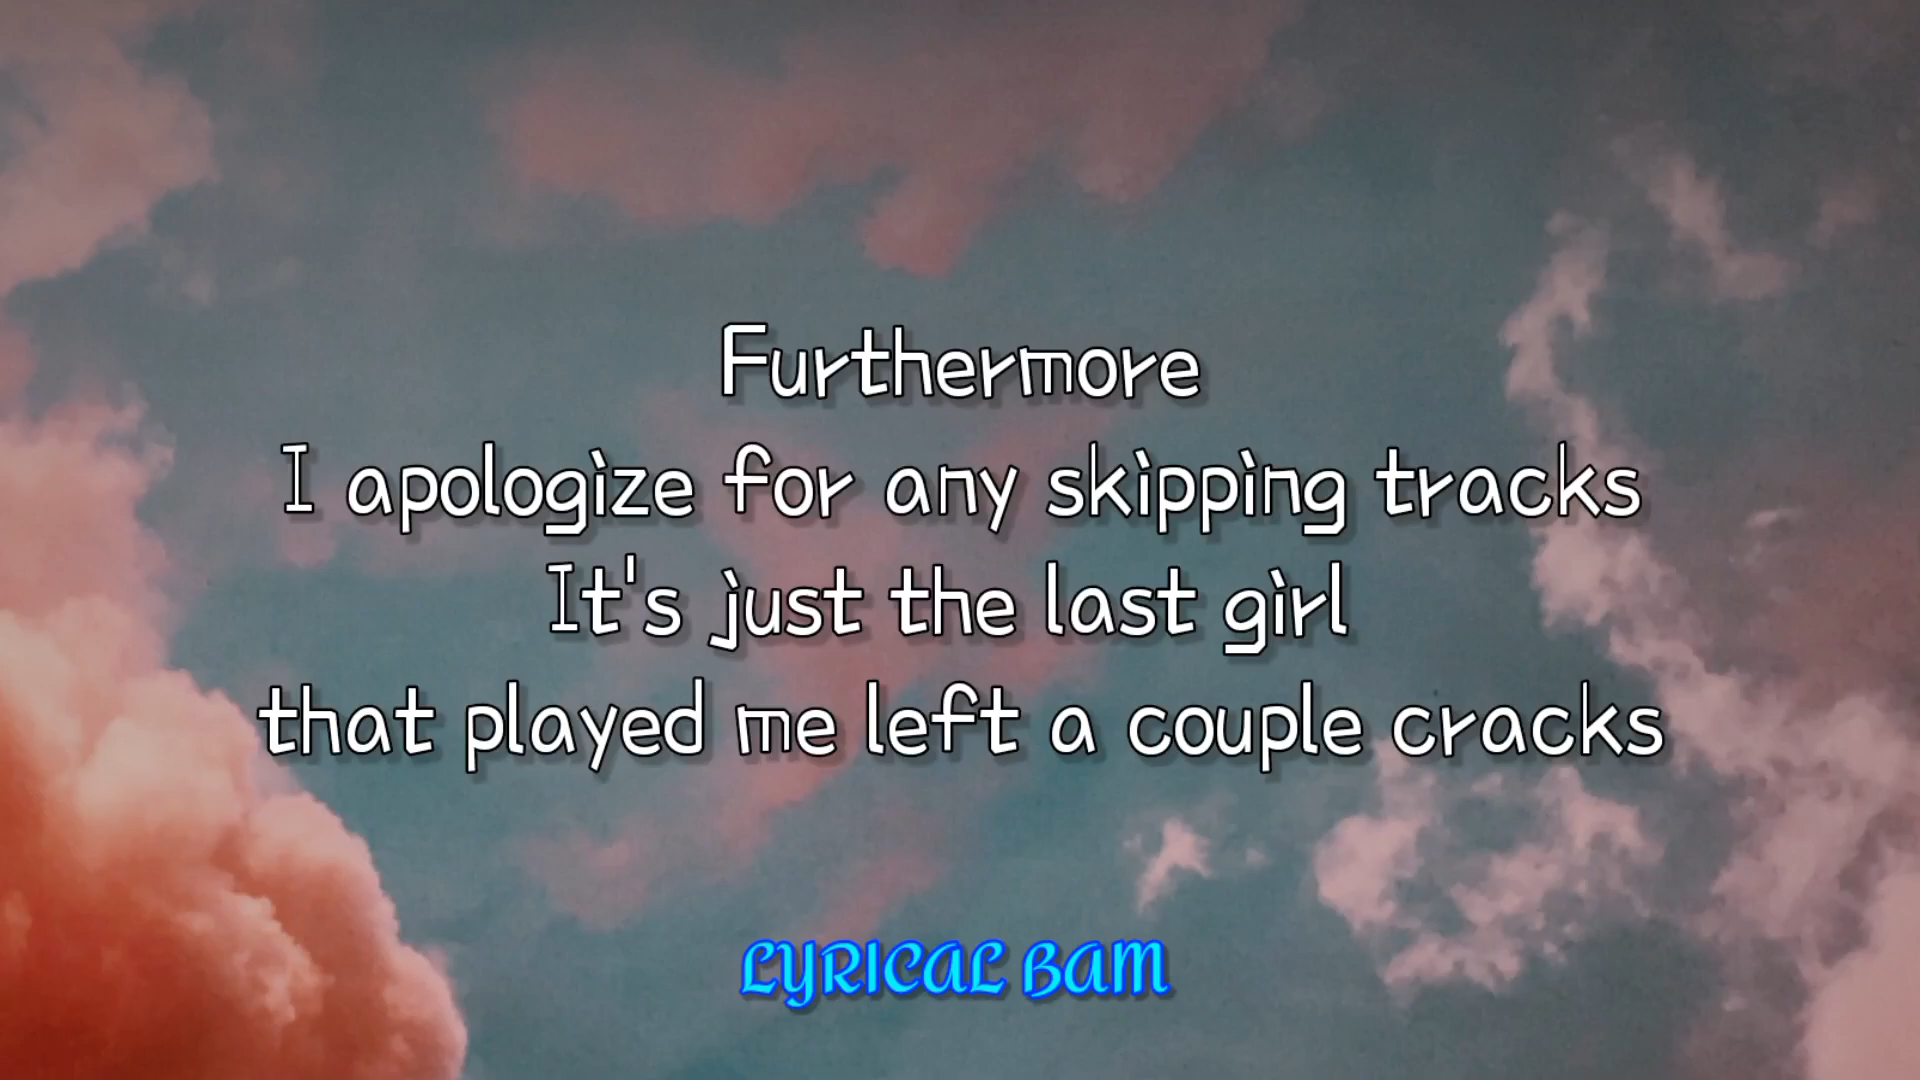 Furthermore
I apologize for any skipping tracks
It's just the last girl
that played me left a couple cracks
LYRICAL BAM